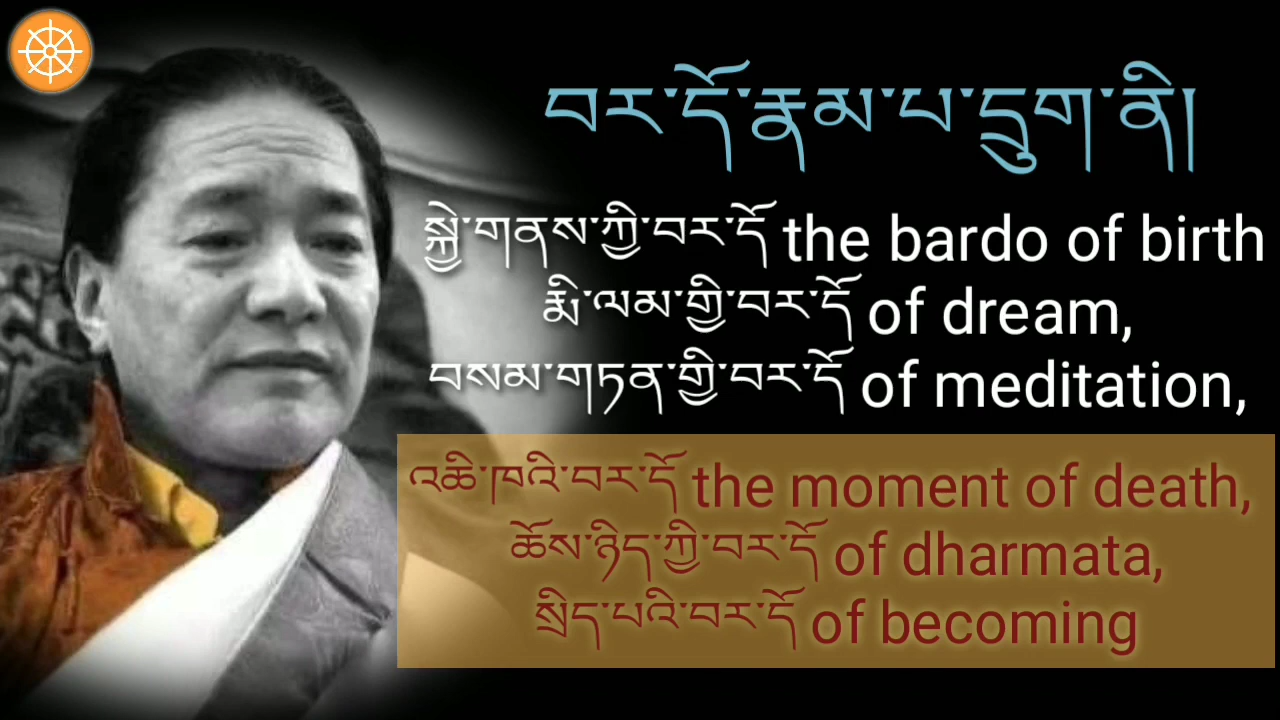 བར་དོ་རྣམ་པ་དྲུག་ནི།
སྐྱེ་གནས་ཀྱི་བར་དོ the bardo of birth
རྨི་ལམ་གྱི་བར་དོ of dream,
བསམ་གཏན་གྱི་བར་དོ of meditation,
འཆི་ཁའི་བར་དོ the moment of death,
ཆོས་ཉིད་ཀྱི་བར་དོ of dharmata,
སྲིད་པའི་བར་དོ of becoming